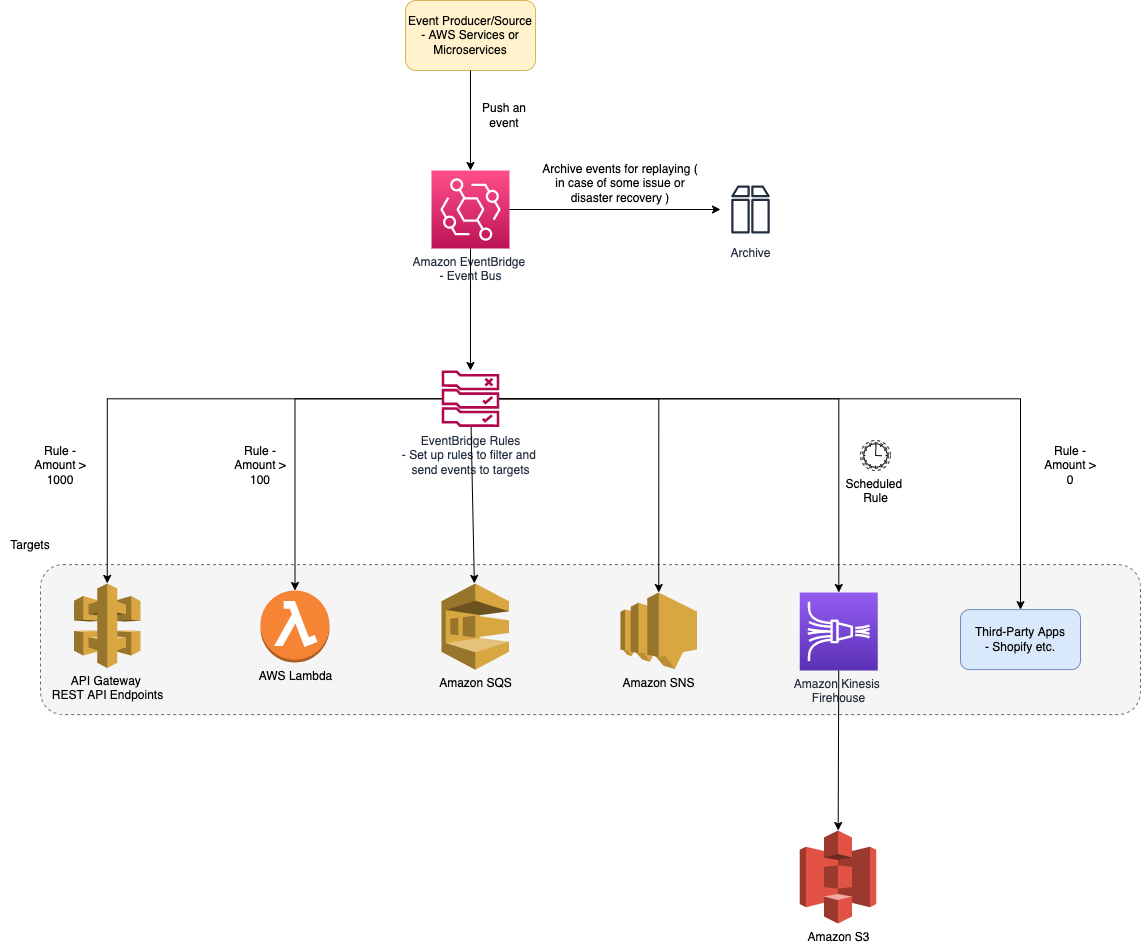 Event Producer/Source
- AWS Services or
Microservices
Push an
event
Archive events for replaying (
in case of some issue or
disaster recovery )
Archive
Amazon EventBridge
- Event Bus
EventBridge Rules
- Set up rules to filter and
send events to targets
Rule -
Amount >
1000
Rule -
Amount >
100
Scheduled
Rule
Rule -
Amount >
0
Targets
API Gateway
REST API Endpoints
AWS Lambda
Amazon SQS
Amazon SNS
Amazon Kinesis
Firehouse
Third-Party Apps
- Shopify etc.
Amazon S3